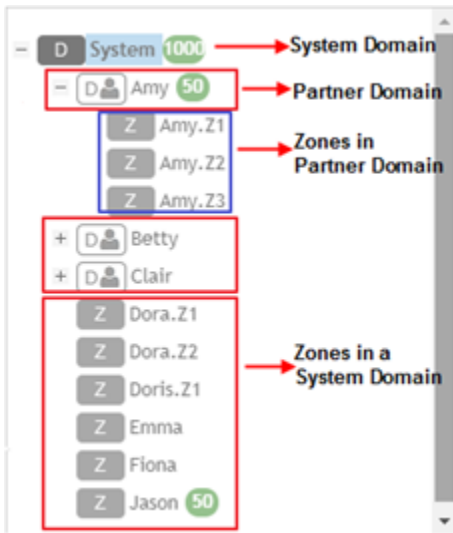 − D System 1000 System Domain
− D Amy 50 Partner Domain
Z Amy.Z1
Zones in
Z Amy.Z2
Partner Domain
Z Amy.Z3
+ D Betty
+ D Clair
Z Dora.Z1
Z Dora.Z2
Zones in a
System Domain
Z Doris.Z1
Z Emma
Z Fiona
Z Jason 50